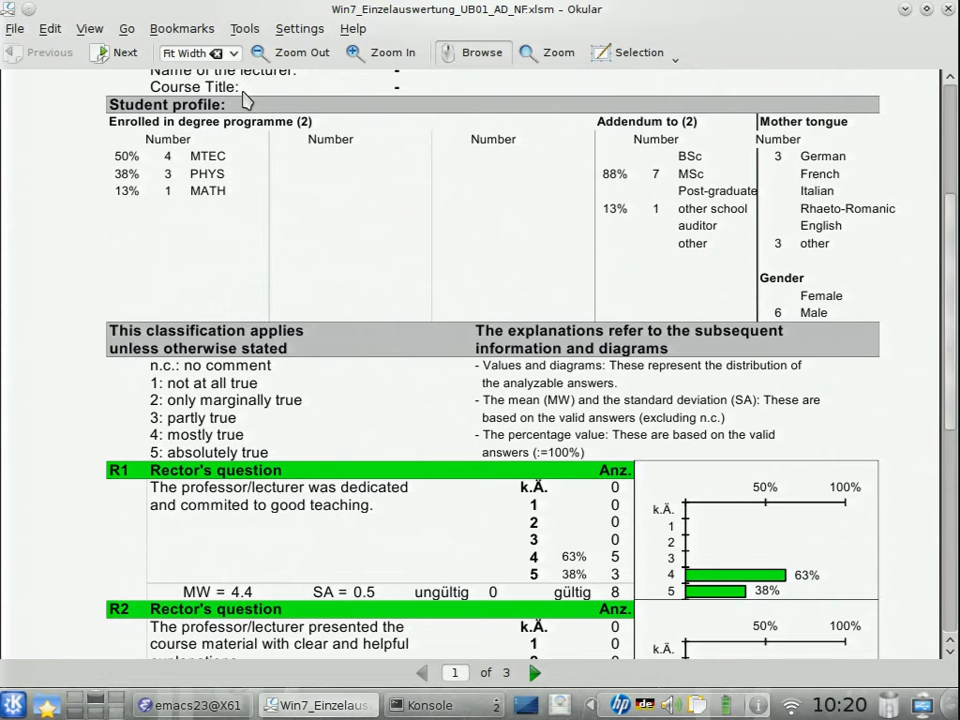 Win7_Einzelauswertung_UB01_AD_NF.xlsm – Okular
File Edit View Go Bookmarks Tools Settings Help
Previous Next Fit Width Zoom Out Zoom In Browse Zoom Selection
Name of the lecturer: -
Course Title: -
Student profile:
Enrolled in degree programme (2) Addendum to (2) Mother tongue
Number Number Number Number Number
50% 4 MTEC BSc 3 German
38% 3 PHYS 88% 7 MSc French
13% 1 MATH Post-graduate Italian
13% 1 other school Rhaeto-Romanic
auditor English
other 3 other
Gender
Female
6 Male
This classification applies The explanations refer to the subsequent
unless otherwise stated information and diagrams
n.c.: no comment - Values and diagrams: These represent the distribution of
1: not at all true the analyzable answers.
2: only marginally true - The mean (MW) and the standard deviation (SA): These are
3: partly true based on the valid answers (excluding n.c.)
4: mostly true - The percentage value: These are based on the valid
5: absolutely true answers (:=100%)
R1 Rector's question Anz.
The professor/lecturer was dedicated k.Ä. 0 50% 100%
and commited to good teaching. 1 0 k.Ä.
2 0 1
3 0 2
4 63% 5 3
5 38% 3 4 63%
MW = 4.4 SA = 0.5 ungültig 0 gültig 8 5 38%
R2 Rector's question Anz.
The professor/lecturer presented the k.Ä. 0 50% 100%
course material with clear and helpful 1 0 k.Ä.
1 of 3
emacs23@X61 Win7_Einzelaus Konsole 2 hp de 10:20